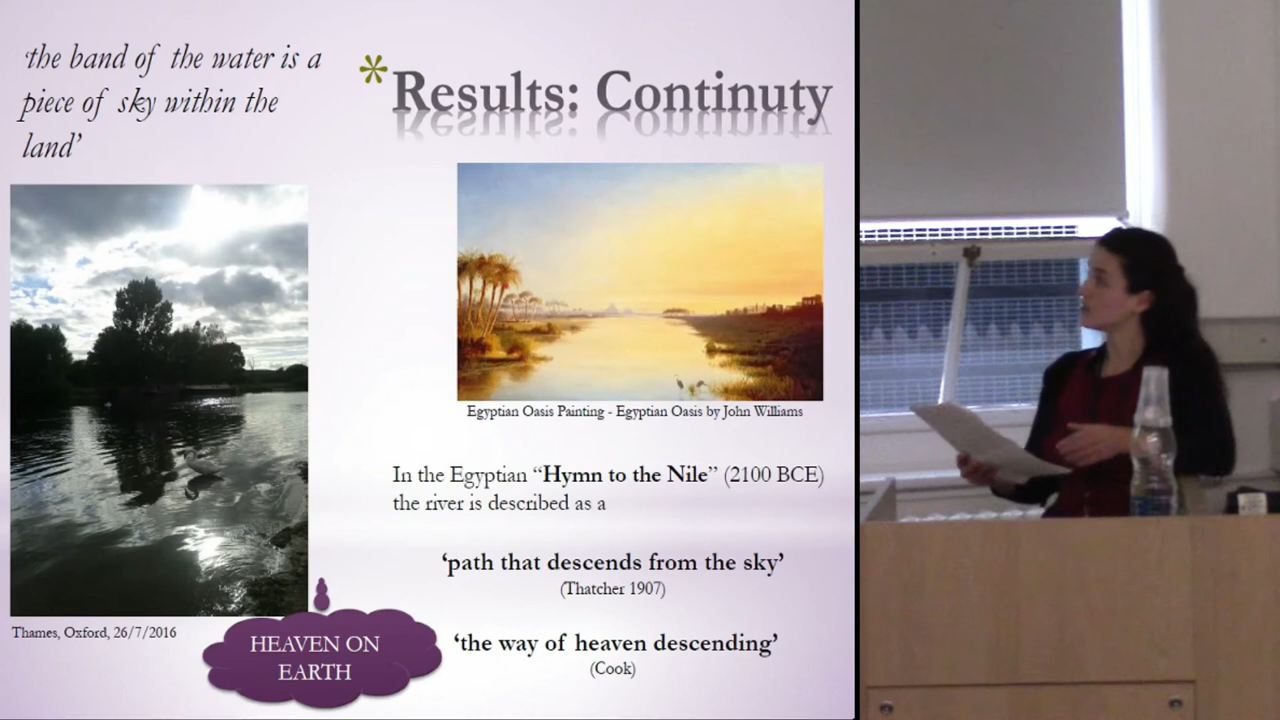 ‘the band of the water is a
piece of sky within the
land’
*Results: Continuty
Egyptian Oasis Painting - Egyptian Oasis by John Williams
In the Egyptian “Hymn to the Nile” (2100 BCE)
the river is described as a
‘path that descends from the sky’
(Thatcher 1907)
‘the way of heaven descending’
(Cook)
Thames, Oxford, 26/7/2016
HEAVEN ON
EARTH